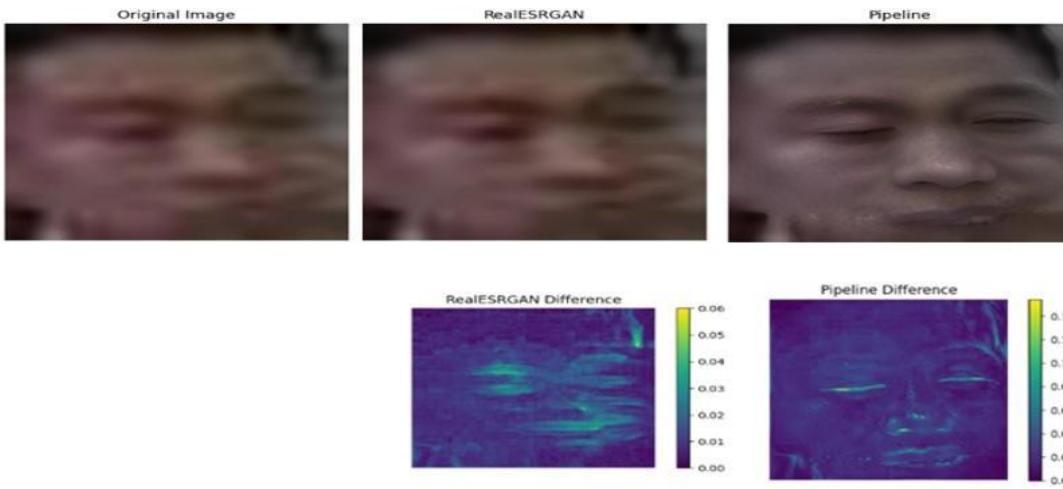 Original Image
RealESRGAN
Pipeline
RealESRGAN Difference
Pipeline Difference
0.06
0.05
0.04
0.03
0.02
0.01
0.00